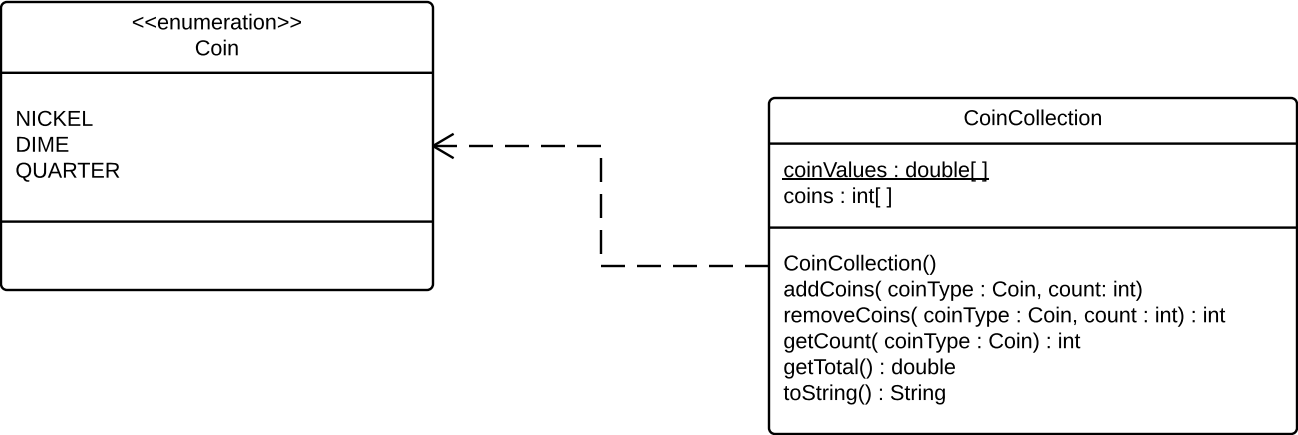 <<enumeration>>
Coin
NICKEL
DIME
QUARTER
CoinCollection
coinValues : double[ ]
coins : int[ ]
CoinCollection()
addCoins( coinType : Coin, count: int)
removeCoins( coinType : Coin, count : int) : int
getCount( coinType : Coin) : int
getTotal() : double
toString() : String